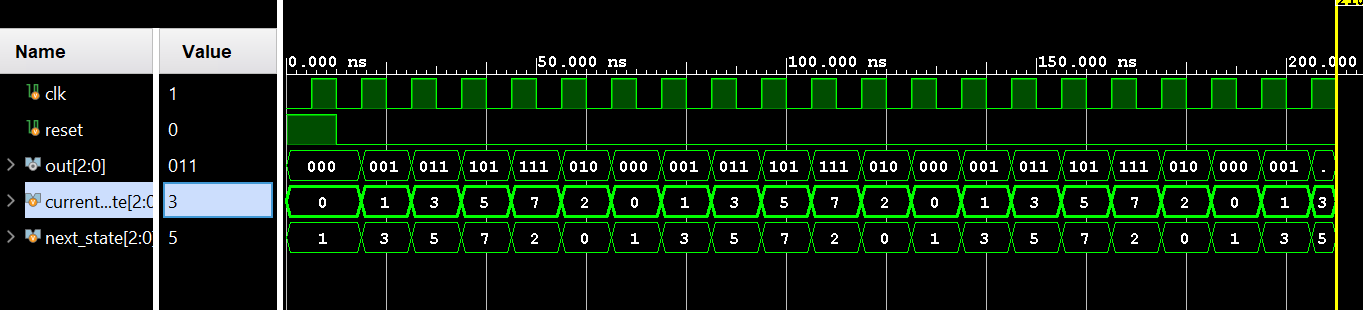 Name Value
0.000 ns 50.000 ns 100.000 ns 150.000 ns 200.000
clk 1
reset 0
out[2:0] 011 000 001 011 101 111 010 000 001 011 101 111 010 000 001 011 101 111 010 000 001 .
current...te[2:0 3 0 1 3 5 7 2 0 1 3 5 7 2 0 1 3 5 7 2 0 1 3
next_state[2:0] 5 1 3 5 7 2 0 1 3 5 7 2 0 1 3 5 7 2 0 1 3 5